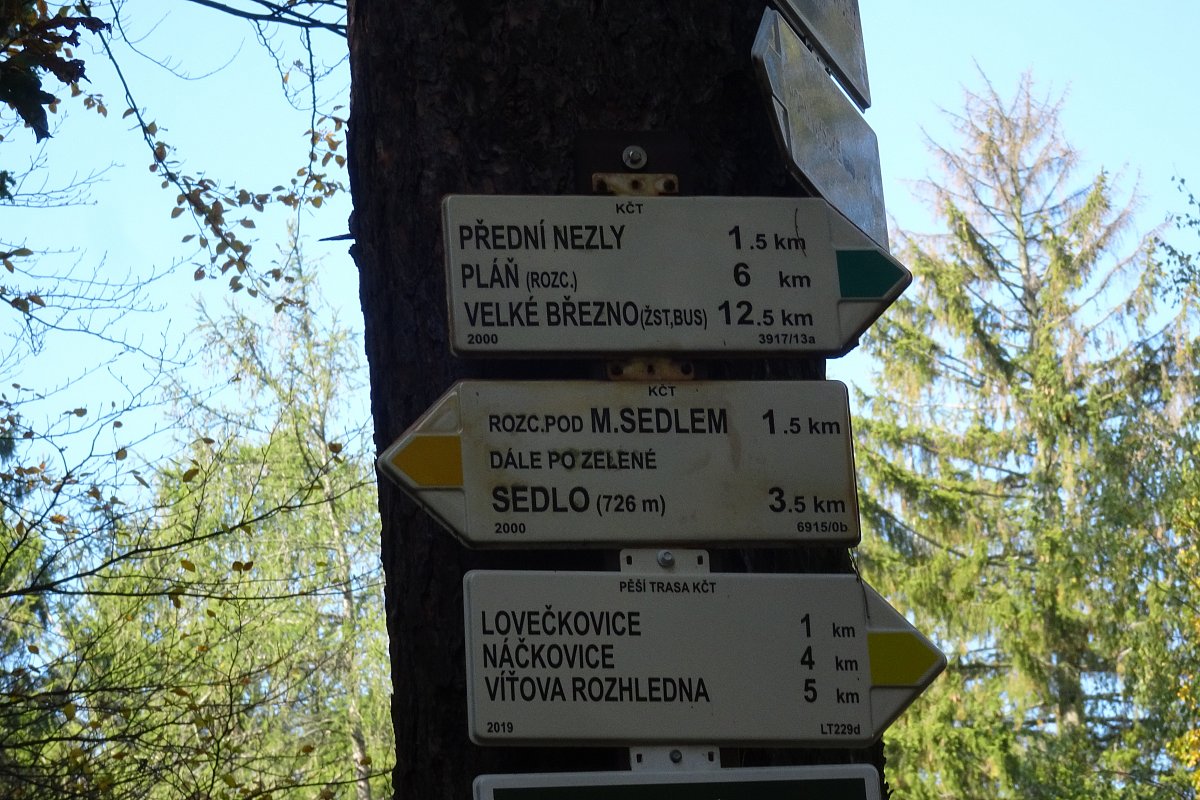 KČT
PŘEDNÍ NEZLY 1.5 km
PLÁŇ (ROZC.) 6 km
VELKÉ BŘEZNO (ŽST,BUS) 12.5 km
2000 3917/13a
KČT
ROZC.POD M.SEDLEM 1.5 km
DÁLE PO ZELENÉ
SEDLO (726 m) 3.5 km
2000 6915/0b
PĚŠÍ TRASA KČT
LOVEČKOVICE 1 km
NÁČKOVICE 4 km
VÍŤOVA ROZHLEDNA 5 km
2019 LT229d